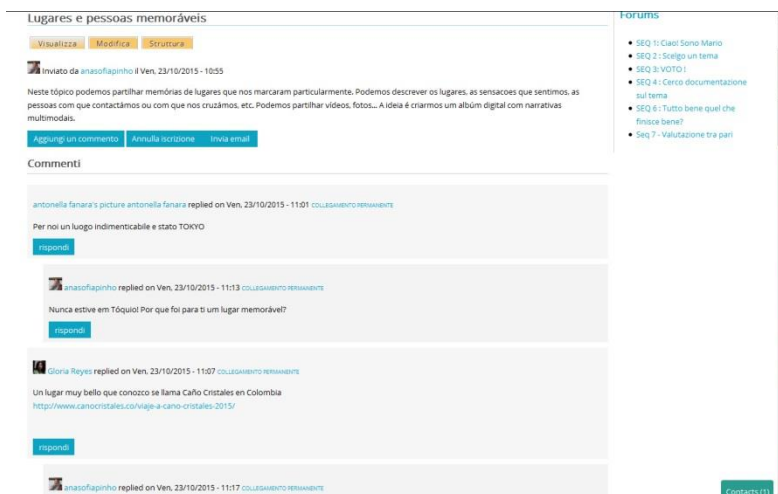 Lugares e pessoas memoráveis
Visualizza Modifica Struttura
Inviato da anasofiapinho il Ven, 23/10/2015 - 10:55
Neste tópico podemos partilhar memórias de lugares que nos marcaram particularmente. Podemos descrever os lugares, as sensacoes que sentimos, as
pessoas com que contactámos ou com que nos cruzámos, etc. Podemos partilhar vídeos, fotos... A ideia é criarmos um albúm digital com narrativas
multimodais.
Aggiungi un commento Annulla iscrizione Invia email
Commenti
antonella fanara's picture antonella fanara replied on Ven, 23/10/2015 - 11:01 COLLEGAMENTO PERMANENTE
Per noi un luogo indimenticabile e stato TOKYO
rispondi
anasofiapinho replied on Ven, 23/10/2015 - 11:13 COLLEGAMENTO PERMANENTE
Nunca estive em Tóquio! Por que foi para ti um lugar memorável?
rispondi
Gloria Reyes replied on Ven, 23/10/2015 - 11:07 COLLEGAMENTO PERMANENTE
Un lugar muy bello que conozco se llama Caño Cristales en Colombia
http://www.canocristales.co/viaje-a-cano-cristales-2015/
rispondi
anasofiapinho replied on Ven, 23/10/2015 - 11:17 COLLEGAMENTO PERMANENTE
Forums
SEQ 1: Ciao! Sono Mario
SEQ 2 : Scelgo un tema
SEQ 3: VOTO !
SEQ 4 : Cerco documentazione
sul tema
SEQ 6 : Tutto bene quel che
finisce bene?
Seq 7 - Valutazione tra pari
Contacts (1)